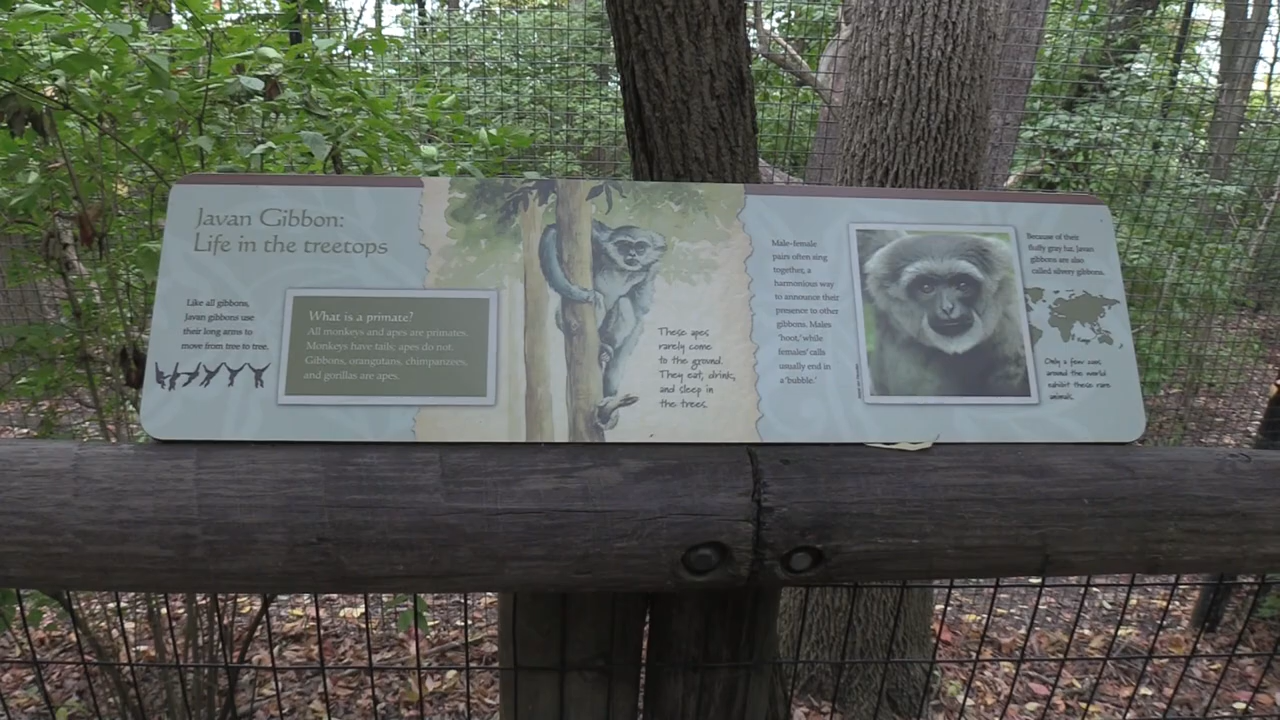 Javan Gibbon:
Life in the treetops
Like all gibbons,
Javan gibbons use
their long arms to
move from tree to tree.
What is a primate?
All monkeys and apes are primates.
Monkeys have tails; apes do not.
Gibbons, orangutans, chimpanzees,
and gorillas are apes.
These apes
rarely come
to the ground.
They eat, drink,
and sleep in
the trees.
Male-female
pairs often sing
together, a
harmonious way
to announce their
presence to other
gibbons. Males
'hoot,' while
females' calls
usually end in
a 'bubble.'
Because of their
fluffy gray fur, Javan
gibbons are also
called silvery gibbons.
Range
Only a few zoos
around the world
exhibit these rare
animals.